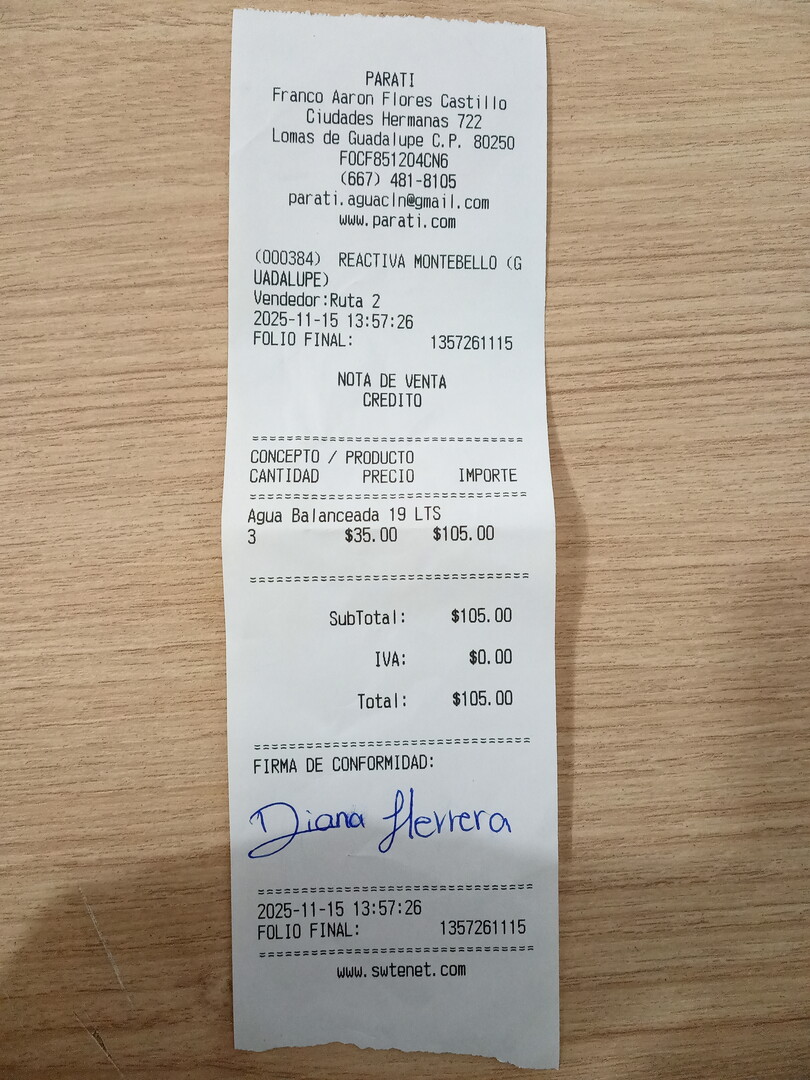 PARATI
Franco Aaron Flores Castillo
Ciudades Hermanas 722
Lomas de Guadalupe C.P. 80250
FOCF851204CN6
(667) 481-8105
parati.aguacln@gmail.com
www.parati.com
(000384) REACTIVA MONTEBELLO (G
UADALUPE)
Vendedor:Ruta 2
2025-11-15 13:57:26
FOLIO FINAL: 1357261115
NOTA DE VENTA
CREDITO
===============================
CONCEPTO / PRODUCTO
CANTIDAD PRECIO IMPORTE
===============================
Agua Balanceada 19 LTS
3 $35.00 $105.00
===============================
SubTotal: $105.00
IVA: $0.00
Total: $105.00
===============================
FIRMA DE CONFORMIDAD:
Diana Herrera
===============================
2025-11-15 13:57:26
FOLIO FINAL: 1357261115
===============================
www.swtenet.com